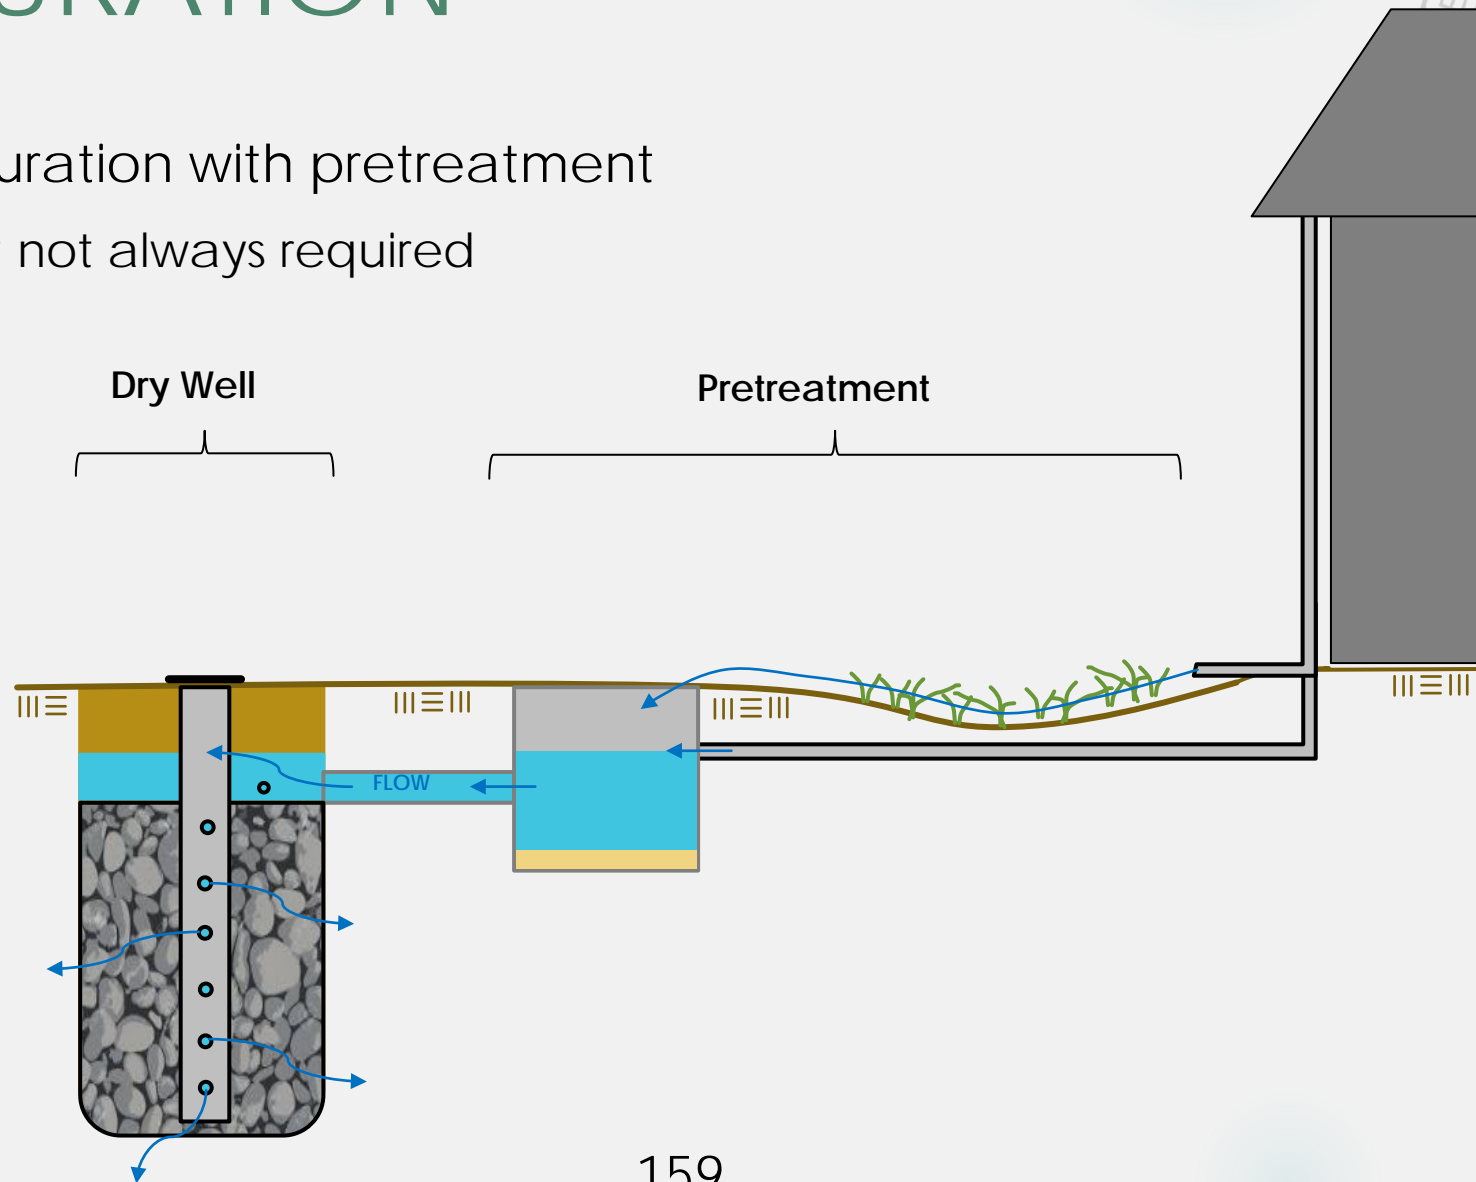 uration with pretreatment
not always required
Dry Well
Pretreatment
FLOW
159